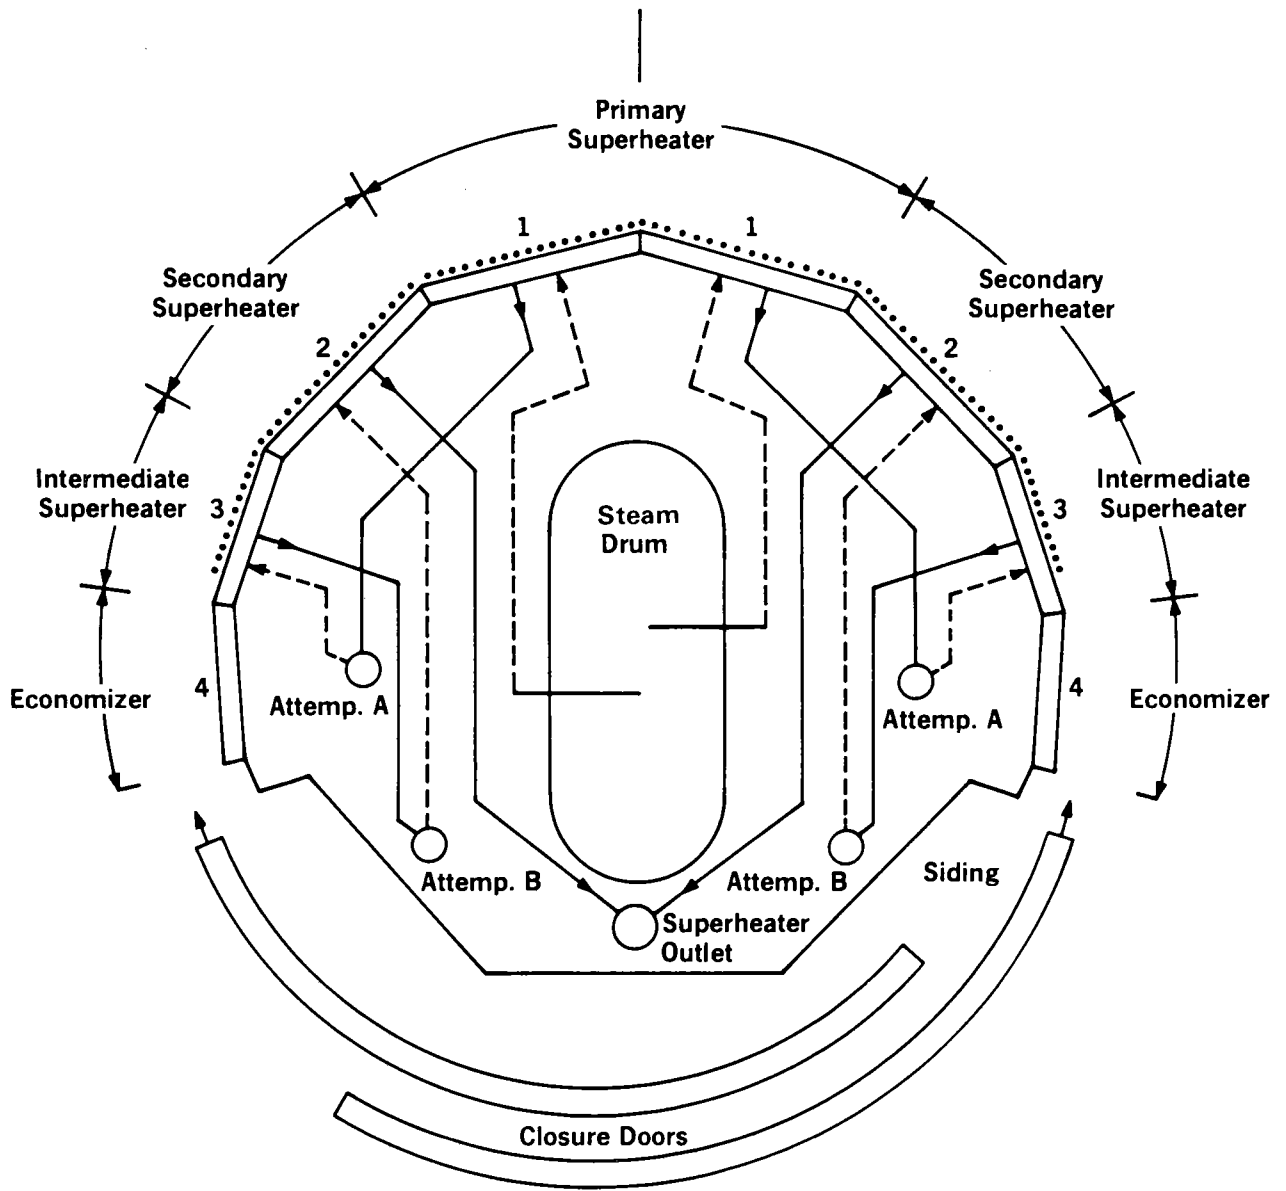 Primary
Superheater
1
1
Secondary
Superheater
Secondary
Superheater
2
2
Intermediate
Superheater
Intermediate
Superheater
3
3
Steam
Drum
4
4
Economizer
Economizer
Attemp. A
Attemp. A
Attemp. B
Attemp. B
Siding
Superheater
Outlet
Closure Doors